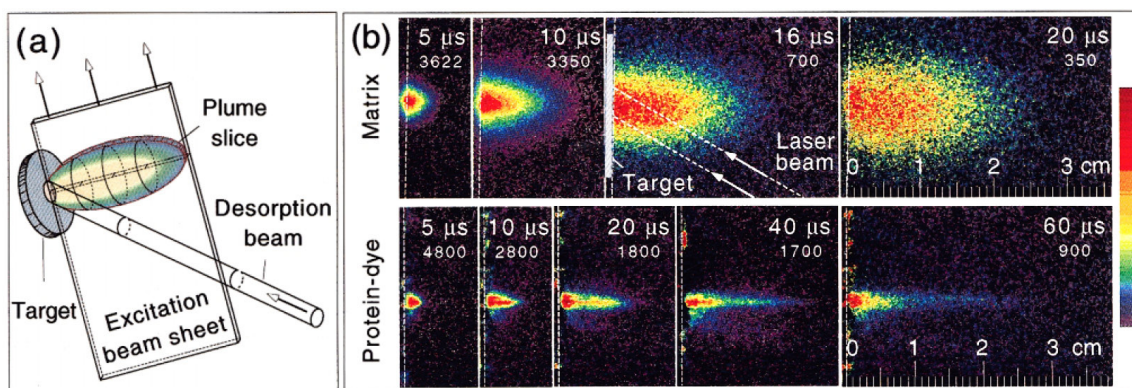 (a)
Plume
slice
Desorption
beam
Target
Excitation
beam sheet
(b)
Matrix
5 µs
3622
10 µs
3350
16 µs
700
Laser
beam
Target
20 µs
350
0 1 2 3 cm
Protein-dye
5 µs
4800
10 µs
2800
20 µs
1800
40 µs
1700
60 µs
900
0 1 2 3 cm